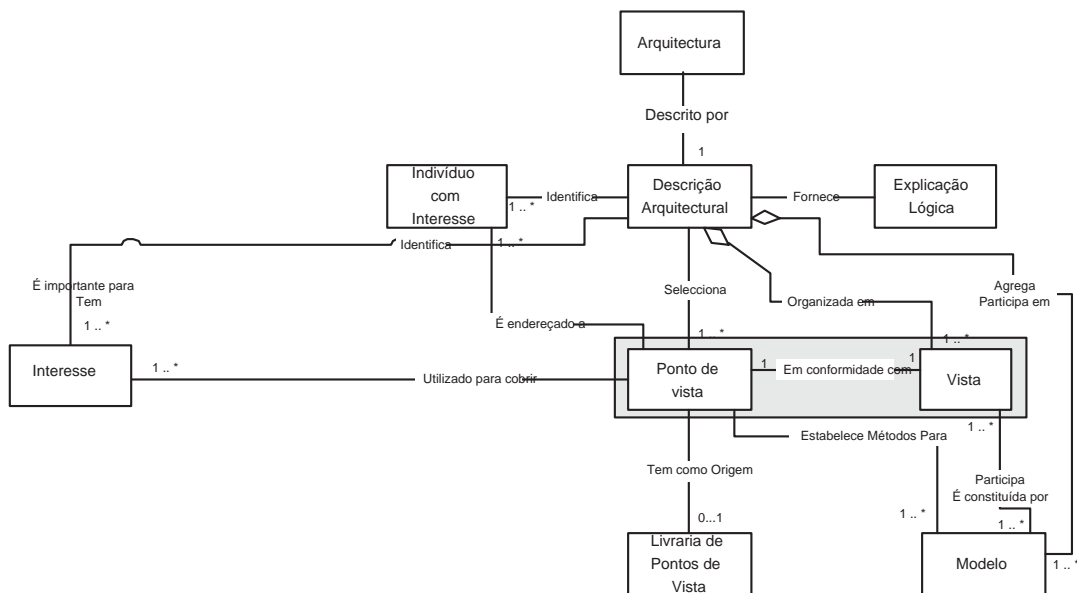 Arquitectura
Descrito por
1
Indivíduo
com
Interesse
1 .. *
Identifica
Descrição
Arquitectural
Fornece
Explicação
Lógica
Identifica
1 .. *
É importante para
Tem
1 .. *
Selecciona
Organizada em
Agrega
Participa em
É endereçado a
1 .. *
1 .. *
Interesse
1 .. *
Utilizado para cobrir
Ponto de
vista
1
Em conformidade com
1
Vista
Estabelece Métodos Para
1 .. *
Tem como Origem
Participa
É constituída por
0...1
1 .. *
1 .. *
Livraria de
Pontos de
Vista
Modelo
1 .. *